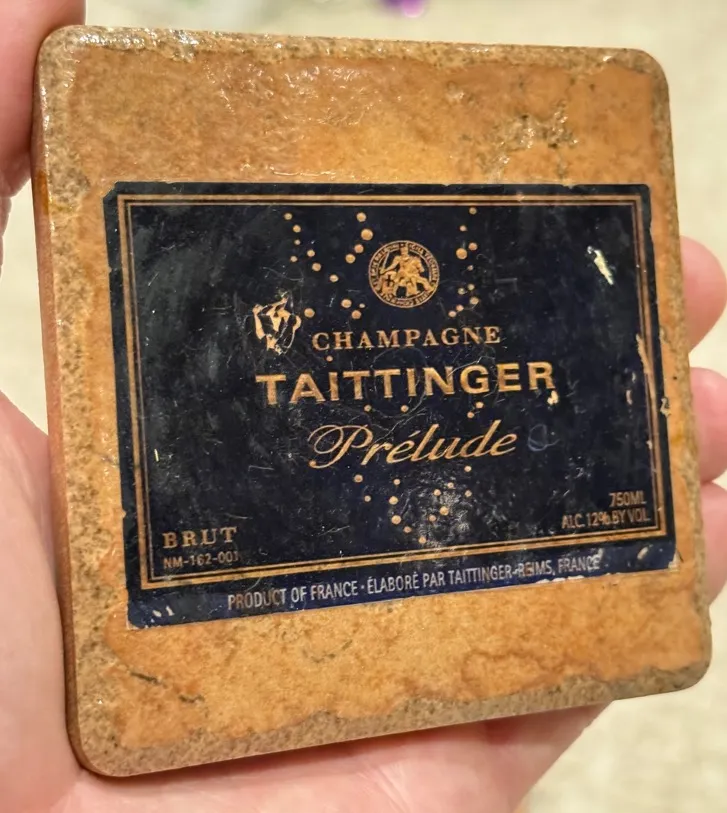 CHAMPAGNE
TAITTINGER
Prélude
750ML
ALC.12% BY VOL.
BRUT
NM-162-001
PRODUCT OF FRANCE · ÉLABORÉ PAR TAITTINGER-REIMS, FRANCE